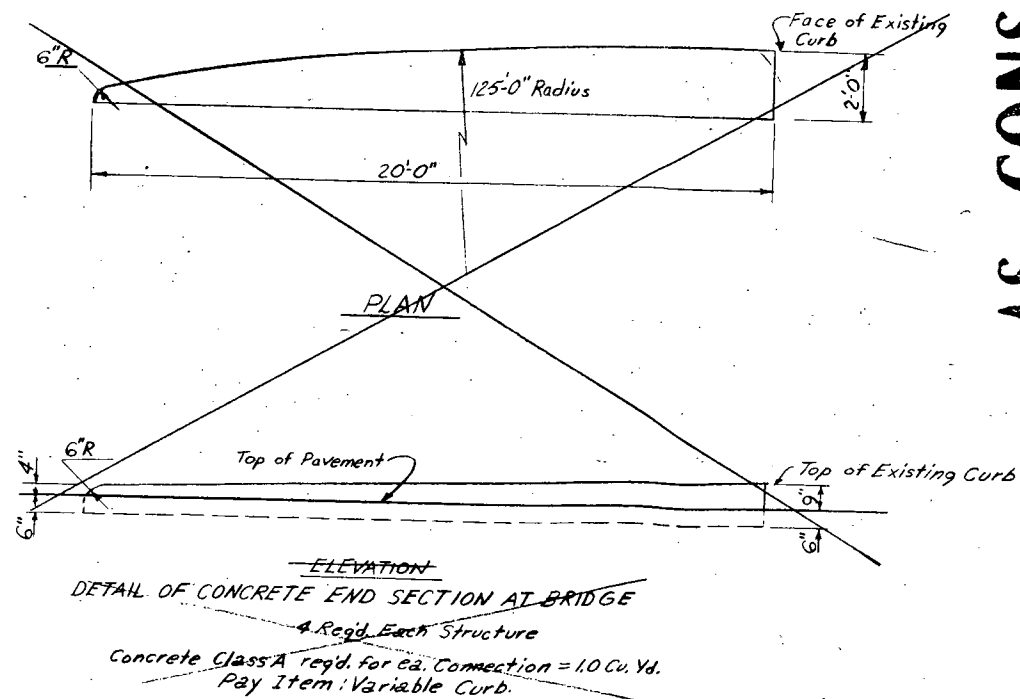 Face of Existing
Curb
6"R
125'-0" Radius
2'-0"
20'-0"
PLAN
AS CONS
6"R
4"
Top of Pavement
Top of Existing Curb
9"
6"
6"
ELEVATION
DETAIL OF CONCRETE END SECTION AT BRIDGE
4 Req'd. Each Structure
Concrete Class A req'd. for ea. Connection = 1.0 Cu. Yd.
Pay Item: Variable Curb.